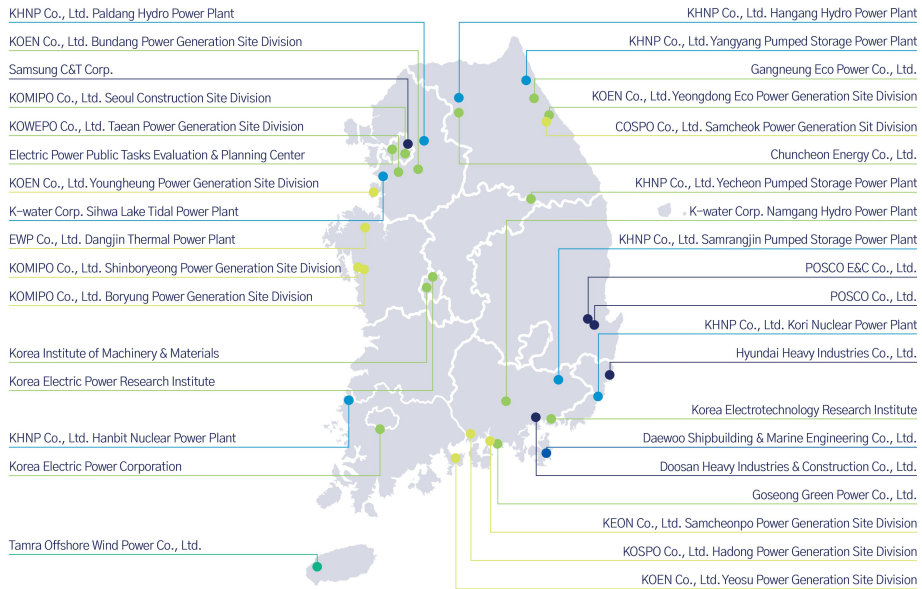 KHNP Co., Ltd. Paldang Hydro Power Plant
KOEN Co., Ltd. Bundang Power Generation Site Division
Samsung C&T Corp.
KOMIPO Co., Ltd. Seoul Construction Site Division
KOWEPO Co., Ltd. Taean Power Generation Site Division
Electric Power Public Tasks Evaluation & Planning Center
KOEN Co., Ltd. Youngheung Power Generation Site Division
K-water Corp. Sihwa Lake Tidal Power Plant
EWP Co., Ltd. Dangjin Thermal Power Plant
KOMIPO Co., Ltd. Shinboryeong Power Generation Site Division
KOMIPO Co., Ltd. Boryung Power Generation Site Division
Korea Institute of Machinery & Materials
Korea Electric Power Research Institute
KHNP Co., Ltd. Hanbit Nuclear Power Plant
Korea Electric Power Corporation
Tamra Offshore Wind Power Co., Ltd.
KHNP Co., Ltd. Hangang Hydro Power Plant
KHNP Co., Ltd. Yangyang Pumped Storage Power Plant
Gangneung Eco Power Co., Ltd.
KOEN Co., Ltd. Yeongdong Eco Power Generation Site Division
COSPO Co., Ltd. Samcheok Power Generation Sit Division
Chuncheon Energy Co., Ltd.
KHNP Co., Ltd. Yecheon Pumped Storage Power Plant
K-water Corp. Namgang Hydro Power Plant
KHNP Co., Ltd. Samrangjin Pumped Storage Power Plant
POSCO E&C Co., Ltd.
POSCO Co., Ltd.
KHNP Co., Ltd. Kori Nuclear Power Plant
Hyundai Heavy Industries Co., Ltd.
Korea Electrotechnology Research Institute
Daewoo Shipbuilding & Marine Engineering Co., Ltd.
Doosan Heavy Industries & Construction Co., Ltd.
Goseong Green Power Co., Ltd.
KEON Co., Ltd. Samcheonpo Power Generation Site Division
KOSPO Co., Ltd. Hadong Power Generation Site Division
KOEN Co., Ltd. Yeosu Power Generation Sit Division